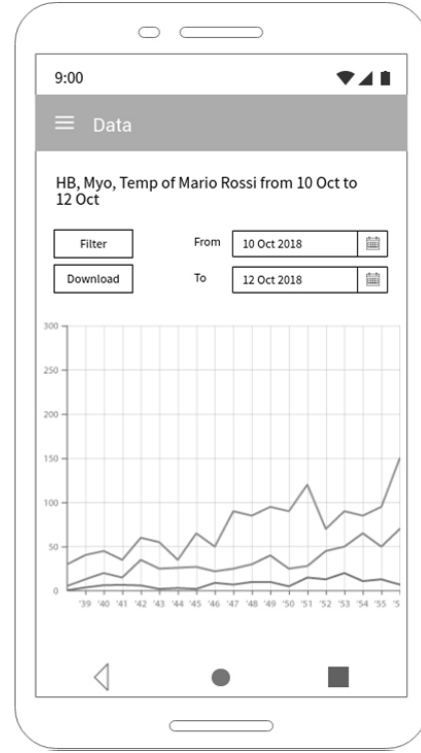 9:00
Data
HB, Myo, Temp of Mario Rossi from 10 Oct to
12 Oct
Filter
From
10 Oct 2018
Download
To
12 Oct 2018
300
250
200
150
100
50
0
'39 '40 '41 '42 '43 '44 '45 '46 '47 '48 '49 '50 '51 '52 '53 '54 '55 '5